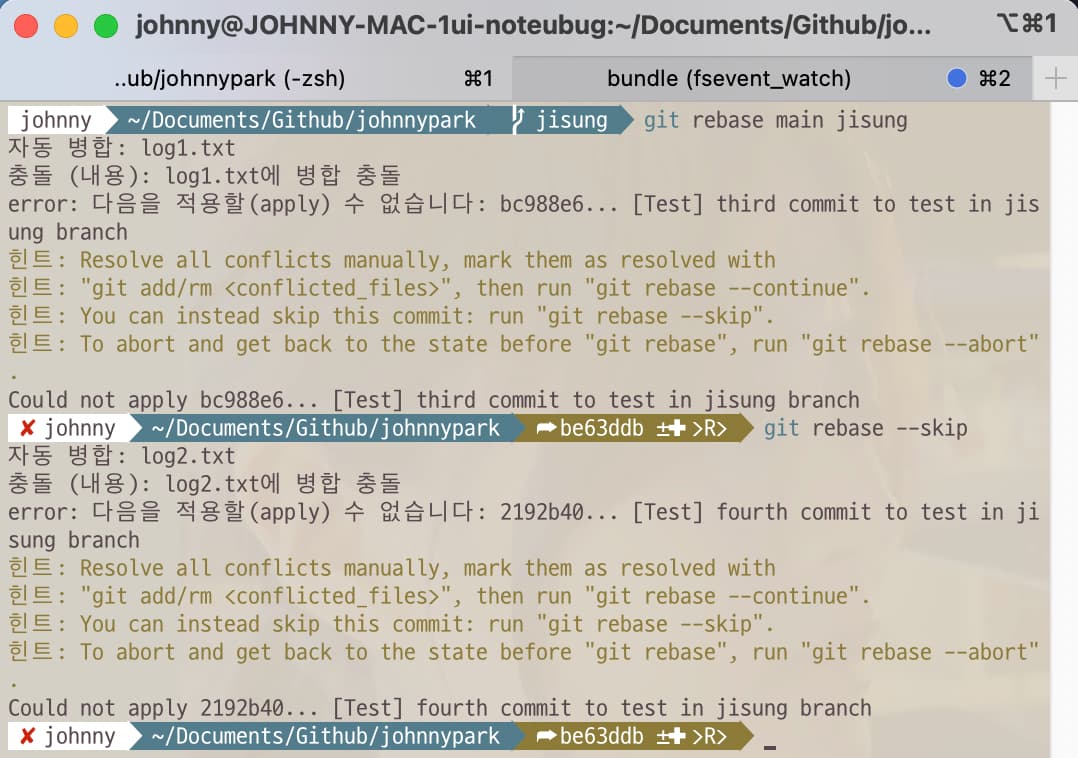 johnny@JOHNNY-MAC-1ui-noteubug:~/Documents/Github/jo... ⌥⌘1
..ub/johnnypark (-zsh) ⌘1 bundle (fsevent_watch) ⌘2 +
johnny ~/Documents/Github/johnnypark jisung git rebase main jisung
자동 병합: log1.txt
충돌 (내용): log1.txt에 병합 충돌
error: 다음을 적용할(apply) 수 없습니다: bc988e6... [Test] third commit to test in jis
ung branch
힌트: Resolve all conflicts manually, mark them as resolved with
힌트: "git add/rm <conflicted_files>", then run "git rebase --continue".
힌트: You can instead skip this commit: run "git rebase --skip".
힌트: To abort and get back to the state before "git rebase", run "git rebase --abort"
.
Could not apply bc988e6... [Test] third commit to test in jisung branch
✘ johnny ~/Documents/Github/johnnypark ➦be63ddb ±✚ >R> git rebase --skip
자동 병합: log2.txt
충돌 (내용): log2.txt에 병합 충돌
error: 다음을 적용할(apply) 수 없습니다: 2192b40... [Test] fourth commit to test in ji
sung branch
힌트: Resolve all conflicts manually, mark them as resolved with
힌트: "git add/rm <conflicted_files>", then run "git rebase --continue".
힌트: You can instead skip this commit: run "git rebase --skip".
힌트: To abort and get back to the state before "git rebase", run "git rebase --abort"
.
Could not apply 2192b40... [Test] fourth commit to test in jisung branch
✘ johnny ~/Documents/Github/johnnypark ➦be63ddb ±✚ >R> _